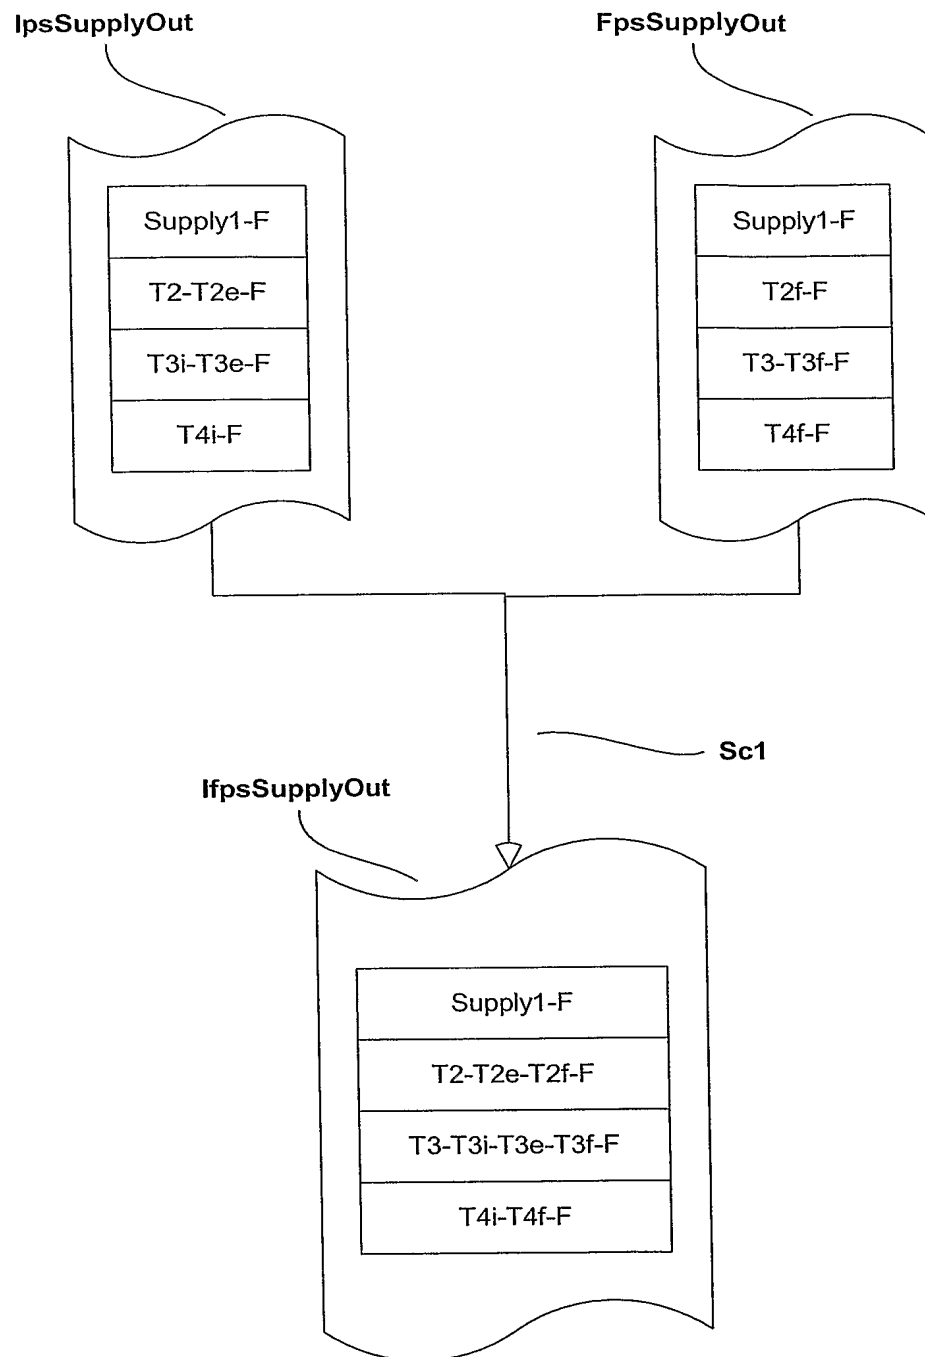 IpsSupplyOut
FpsSupplyOut
Supply1-F
T2-T2e-F
T3i-T3e-F
T4i-F
Supply1-F
T2f-F
T3-T3f-F
T4f-F
Sc1
IfpsSupplyOut
Supply1-F
T2-T2e-T2f-F
T3-T3i-T3e-T3f-F
T4i-T4f-F